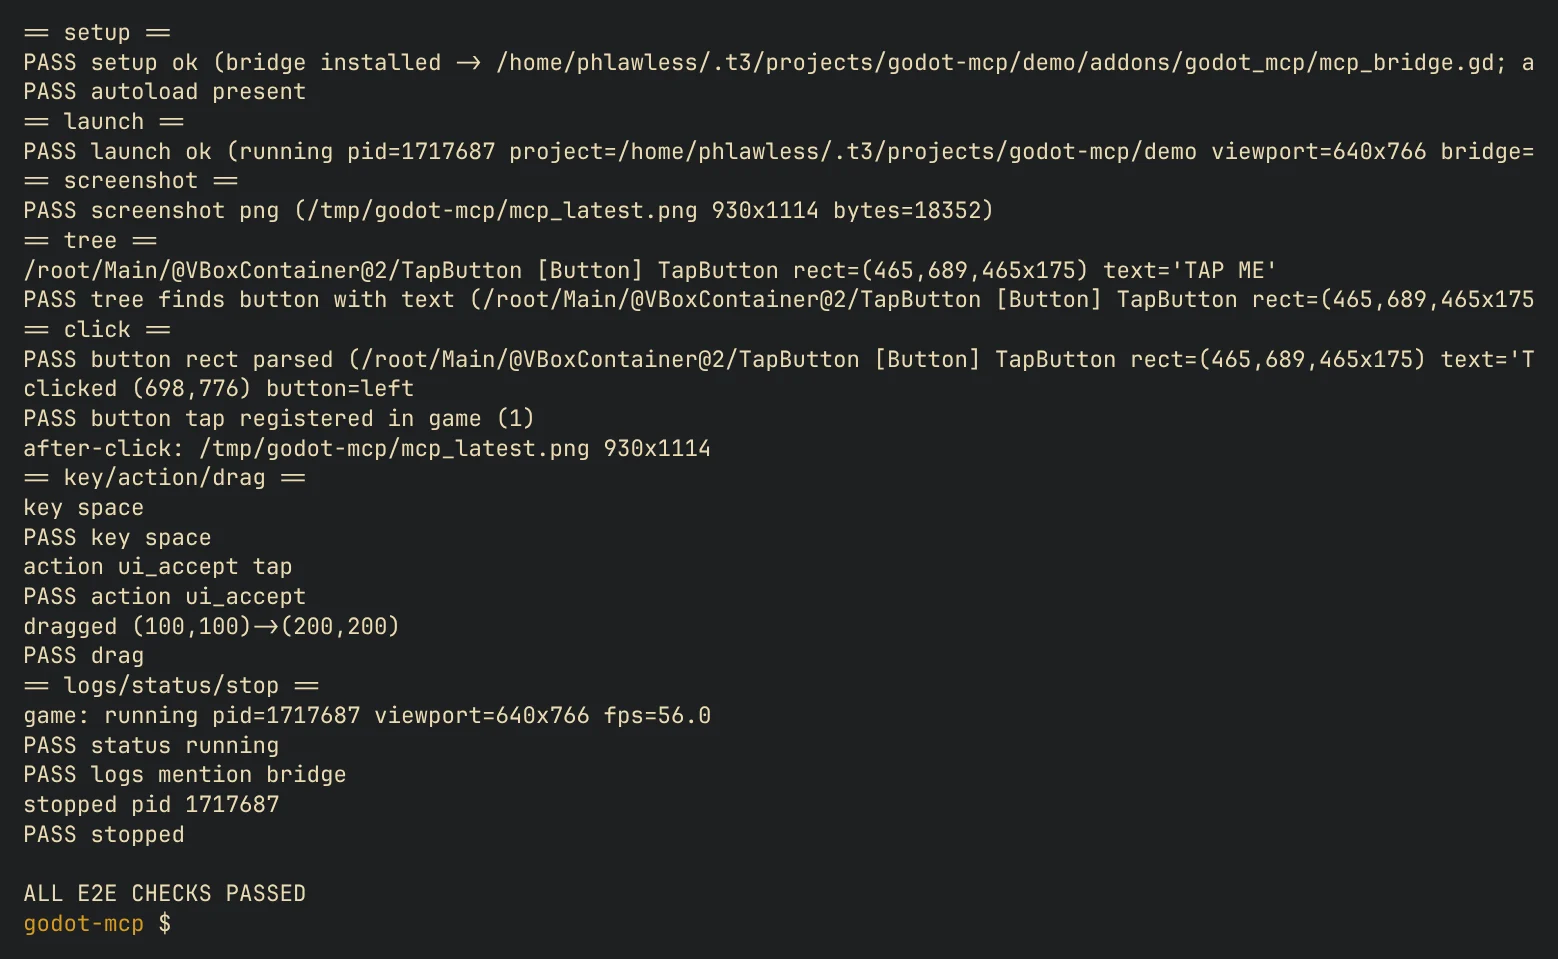 == setup ==
PASS setup ok (bridge installed -> /home/phlawless/.t3/projects/godot-mcp/demo/addons/godot_mcp/mcp_bridge.gd; a
PASS autoload present
== launch ==
PASS launch ok (running pid=1717687 project=/home/phlawless/.t3/projects/godot-mcp/demo viewport=640x766 bridge=
== screenshot ==
PASS screenshot png (/tmp/godot-mcp/mcp_latest.png 930x1114 bytes=18352)
== tree ==
/root/Main/@VBoxContainer@2/TapButton [Button] TapButton rect=(465,689,465x175) text='TAP ME'
PASS tree finds button with text (/root/Main/@VBoxContainer@2/TapButton [Button] TapButton rect=(465,689,465x175
== click ==
PASS button rect parsed (/root/Main/@VBoxContainer@2/TapButton [Button] TapButton rect=(465,689,465x175) text='T
clicked (698,776) button=left
PASS button tap registered in game (1)
after-click: /tmp/godot-mcp/mcp_latest.png 930x1114
== key/action/drag ==
key space
PASS key space
action ui_accept tap
PASS action ui_accept
dragged (100,100)->(200,200)
PASS drag
== logs/status/stop ==
game: running pid=1717687 viewport=640x766 fps=56.0
PASS status running
PASS logs mention bridge
stopped pid 1717687
PASS stopped

ALL E2E CHECKS PASSED
godot-mcp $